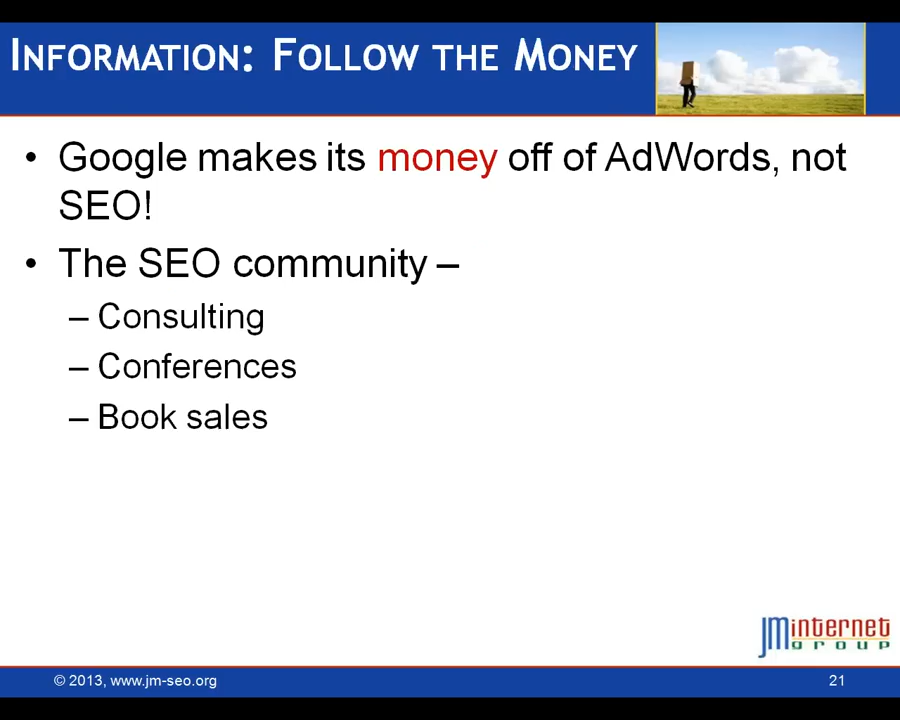 INFORMATION: FOLLOW THE MONEY
• Google makes its money off of AdWords, not
SEO!
• The SEO community –
– Consulting
– Conferences
– Book sales
JMinternet
GROUP
© 2013, www.jm-seo.org
21